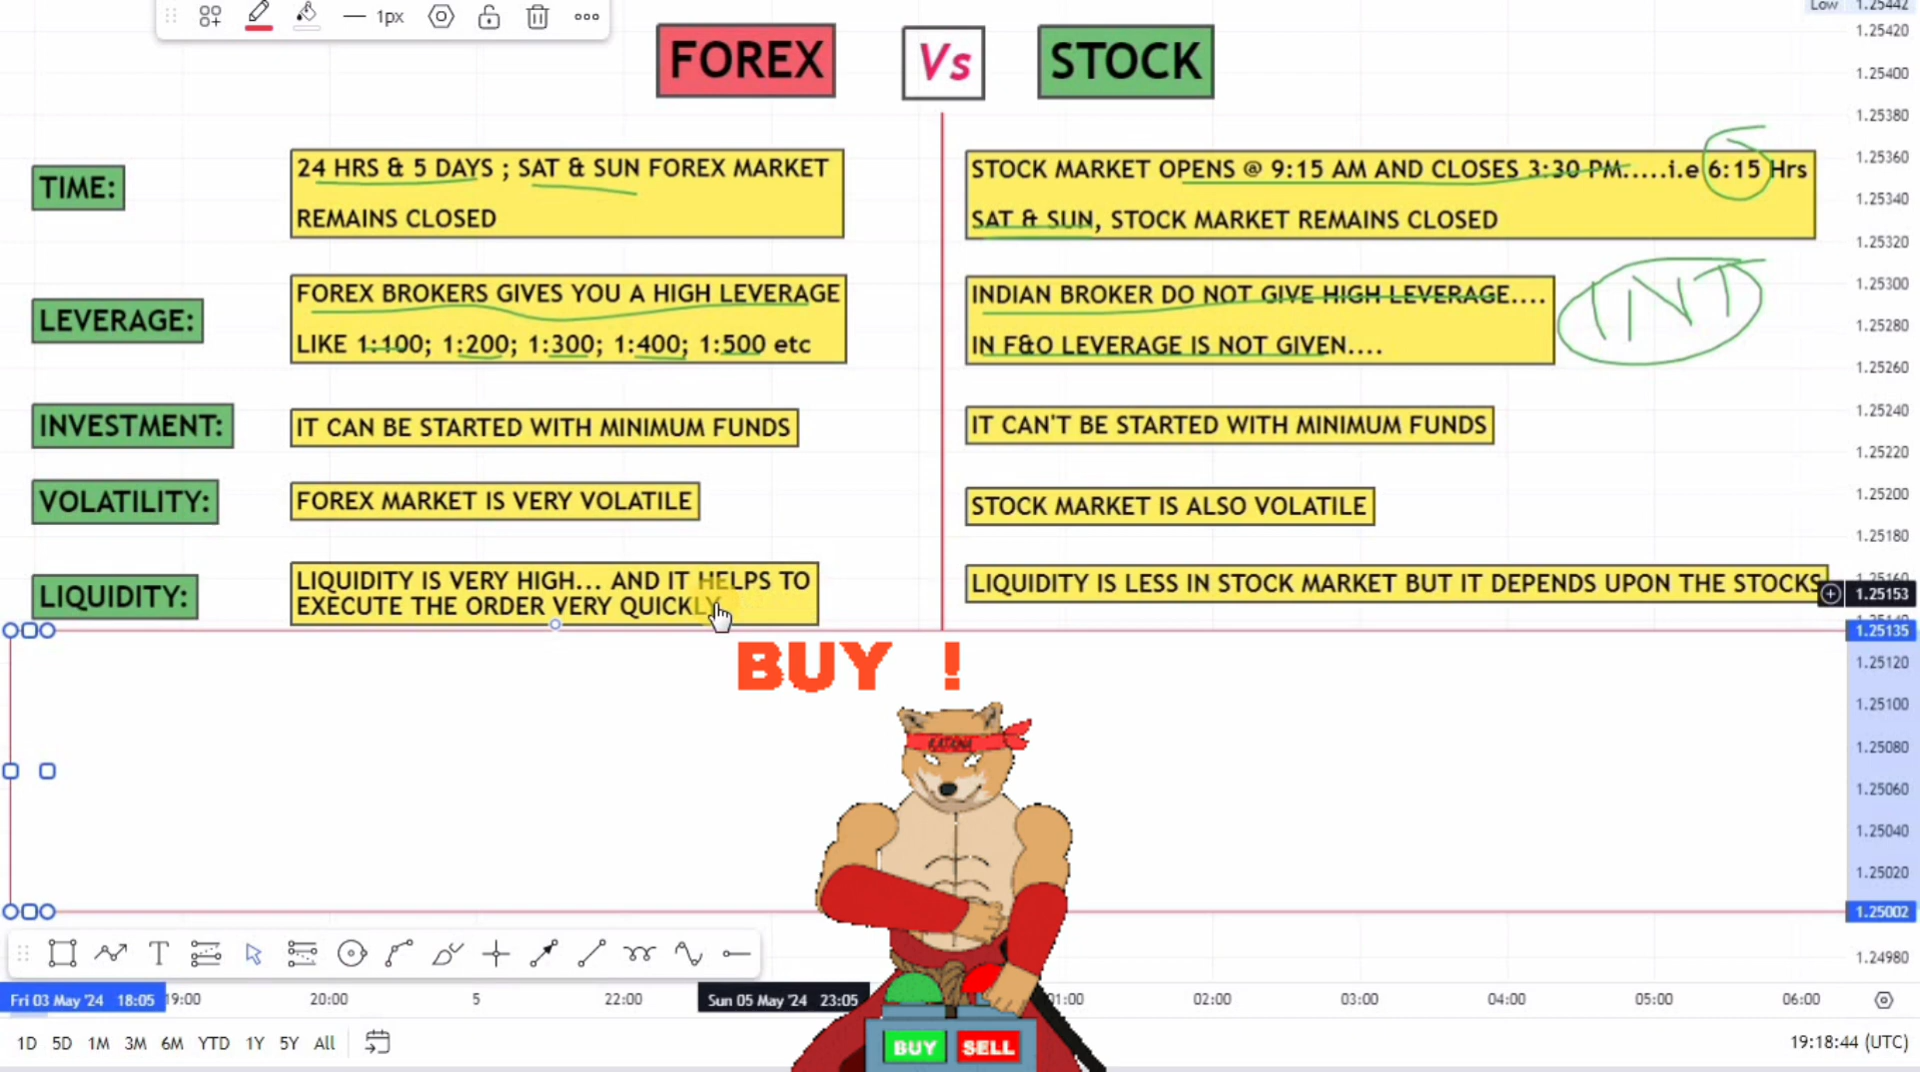 1px
Low 1.25442
FOREX Vs STOCK
1.25420
1.25400
1.25380
1.25360
1.25340
1.25320
1.25300
1.25280
1.25260
1.25240
1.25220
1.25200
1.25180
1.25160
1.25153
1.25135
1.25120
1.25100
1.25080
1.25060
1.25040
1.25020
1.25002
1.24980
TIME:
24 HRS & 5 DAYS ; SAT & SUN FOREX MARKET
REMAINS CLOSED
STOCK MARKET OPENS @ 9:15 AM AND CLOSES 3:30 PM.....i.e 6:15 Hrs
SAT & SUN, STOCK MARKET REMAINS CLOSED
LEVERAGE:
FOREX BROKERS GIVES YOU A HIGH LEVERAGE
LIKE 1:100; 1:200; 1:300; 1:400; 1:500 etc
INDIAN BROKER DO NOT GIVE HIGH LEVERAGE....
IN F&O LEVERAGE IS NOT GIVEN....
INT
INVESTMENT:
IT CAN BE STARTED WITH MINIMUM FUNDS
IT CAN'T BE STARTED WITH MINIMUM FUNDS
VOLATILITY:
FOREX MARKET IS VERY VOLATILE
STOCK MARKET IS ALSO VOLATILE
LIQUIDITY:
LIQUIDITY IS VERY HIGH... AND IT HELPS TO
EXECUTE THE ORDER VERY QUICKLY
LIQUIDITY IS LESS IN STOCK MARKET BUT IT DEPENDS UPON THE STOCKS
BUY !
KATANA
BUY SELL
Fri 03 May '24 18:05 19:00 20:00 5 22:00 Sun 05 May '24 23:05 01:00 02:00 03:00 04:00 05:00 06:00
1D 5D 1M 3M 6M YTD 1Y 5Y All
19:18:44 (UTC)